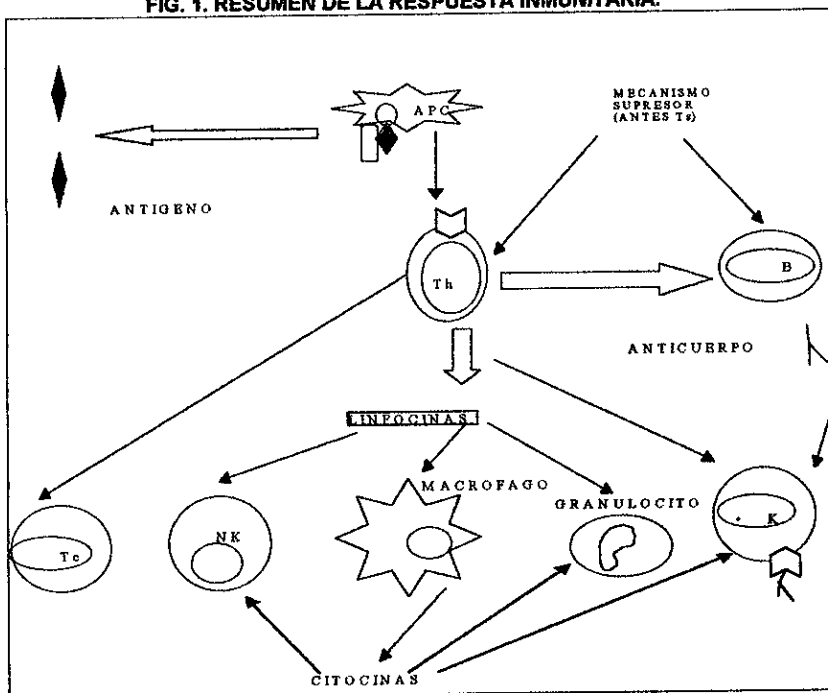 FIG. 1. RESUMEN DE LA RESPUESTA INMUNITARIA.
APC
MECANISMO
SUPRESOR
(ANTES Ts)
ANTIGENO
Th
B
ANTICUERPO
LINFOCINAS
MACROFAGO
GRANULOCITO
Tc
NK
K
CITOCINAS